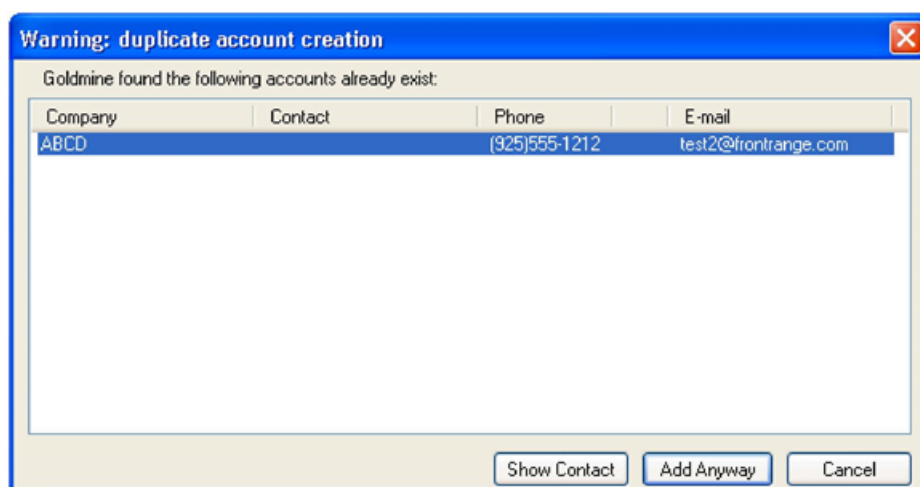 Warning: duplicate account creation
Goldmine found the following accounts already exist:
Company Contact Phone E-mail
ABCD (925)555-1212 test2@frontrange.com
Show Contact Add Anyway Cancel